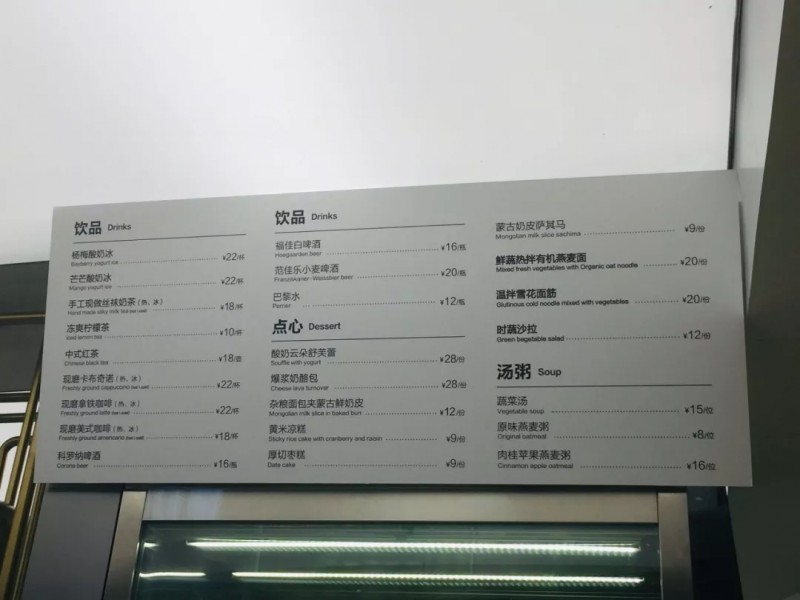 饮品 Drinks
杨梅酸奶冰 ¥22/杯
Bayberry yogurt ice
芒芒酸奶冰 ¥22/杯
Mango yogurt ice
手工现做丝袜奶茶（热、冰） ¥18/杯
Hand made silky milk tea
冻爽柠檬茶 ¥10/杯
Iced lemon tea
中式红茶 ¥18/壶
Chinese black tea
现磨卡布奇诺（热、冰） ¥22/杯
Freshly ground cappuccino
现磨拿铁咖啡（热、冰） ¥22/杯
Freshly ground latte
现磨美式咖啡（热、冰） ¥18/杯
Freshly ground americano
科罗纳啤酒 ¥16/瓶
Corona beer
饮品 Drinks
福佳白啤酒 ¥16/瓶
Hoegaarden beer
范佳乐小麦啤酒 ¥20/瓶
Franziskaner-Weissbier beer
巴黎水 ¥12/瓶
Perrier
点心 Dessert
酸奶云朵舒芙蕾 ¥28/份
Souffle with yogurt
爆浆奶酪包 ¥28/份
Cheese lava turnover
杂粮面包夹蒙古鲜奶皮 ¥12/份
Mongolian milk slice in baked bun
黄米凉糕 ¥9/份
Sticky rice cake with cranberry and raisin
厚切枣糕 ¥9/份
Date cake
蒙古奶皮萨其马 ¥9/份
Mongolian milk slice sachima
鲜蔬热拌有机燕麦面 ¥20/份
Mixed fresh vegetables with Organic oat noodle
温拌雪花面筋 ¥20/份
Glutinous cold noodle mixed with vegetables
时蔬沙拉 ¥12/份
Green begetable salad
汤粥 Soup
蔬菜汤 ¥15/位
Vegetable soup
原味燕麦粥 ¥8/位
Original oatmeal
肉桂苹果燕麦粥 ¥16/位
Cinnamon apple oatmeal